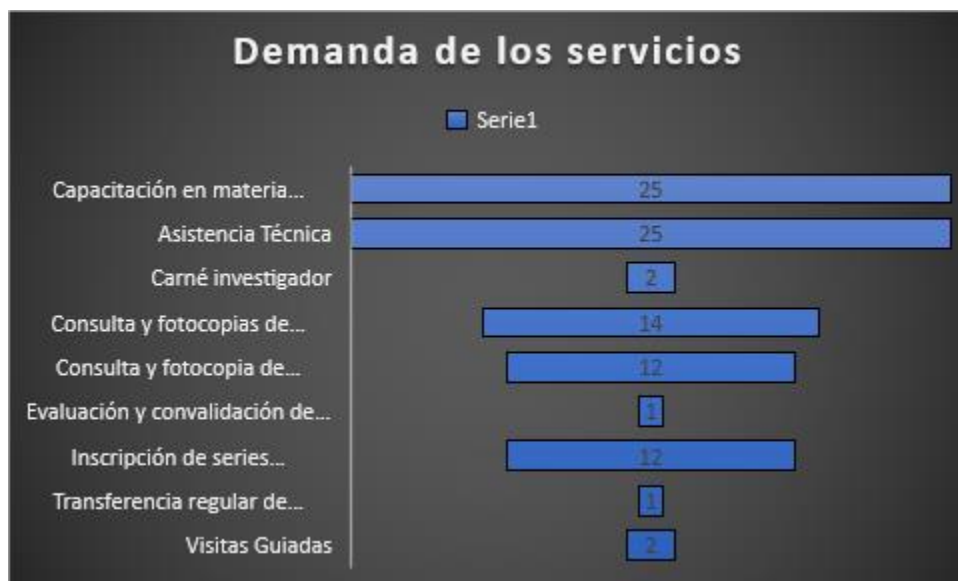 Demanda de los servicios
Serie1
Capacitación en materia... 25
Asistencia Técnica 25
Carné investigador 2
Consulta y fotocopias de... 14
Consulta y fotocopia de... 12
Evaluación y convalidación de... 1
Inscripción de series... 12
Transferencia regular de... 1
Visitas Guiadas 2